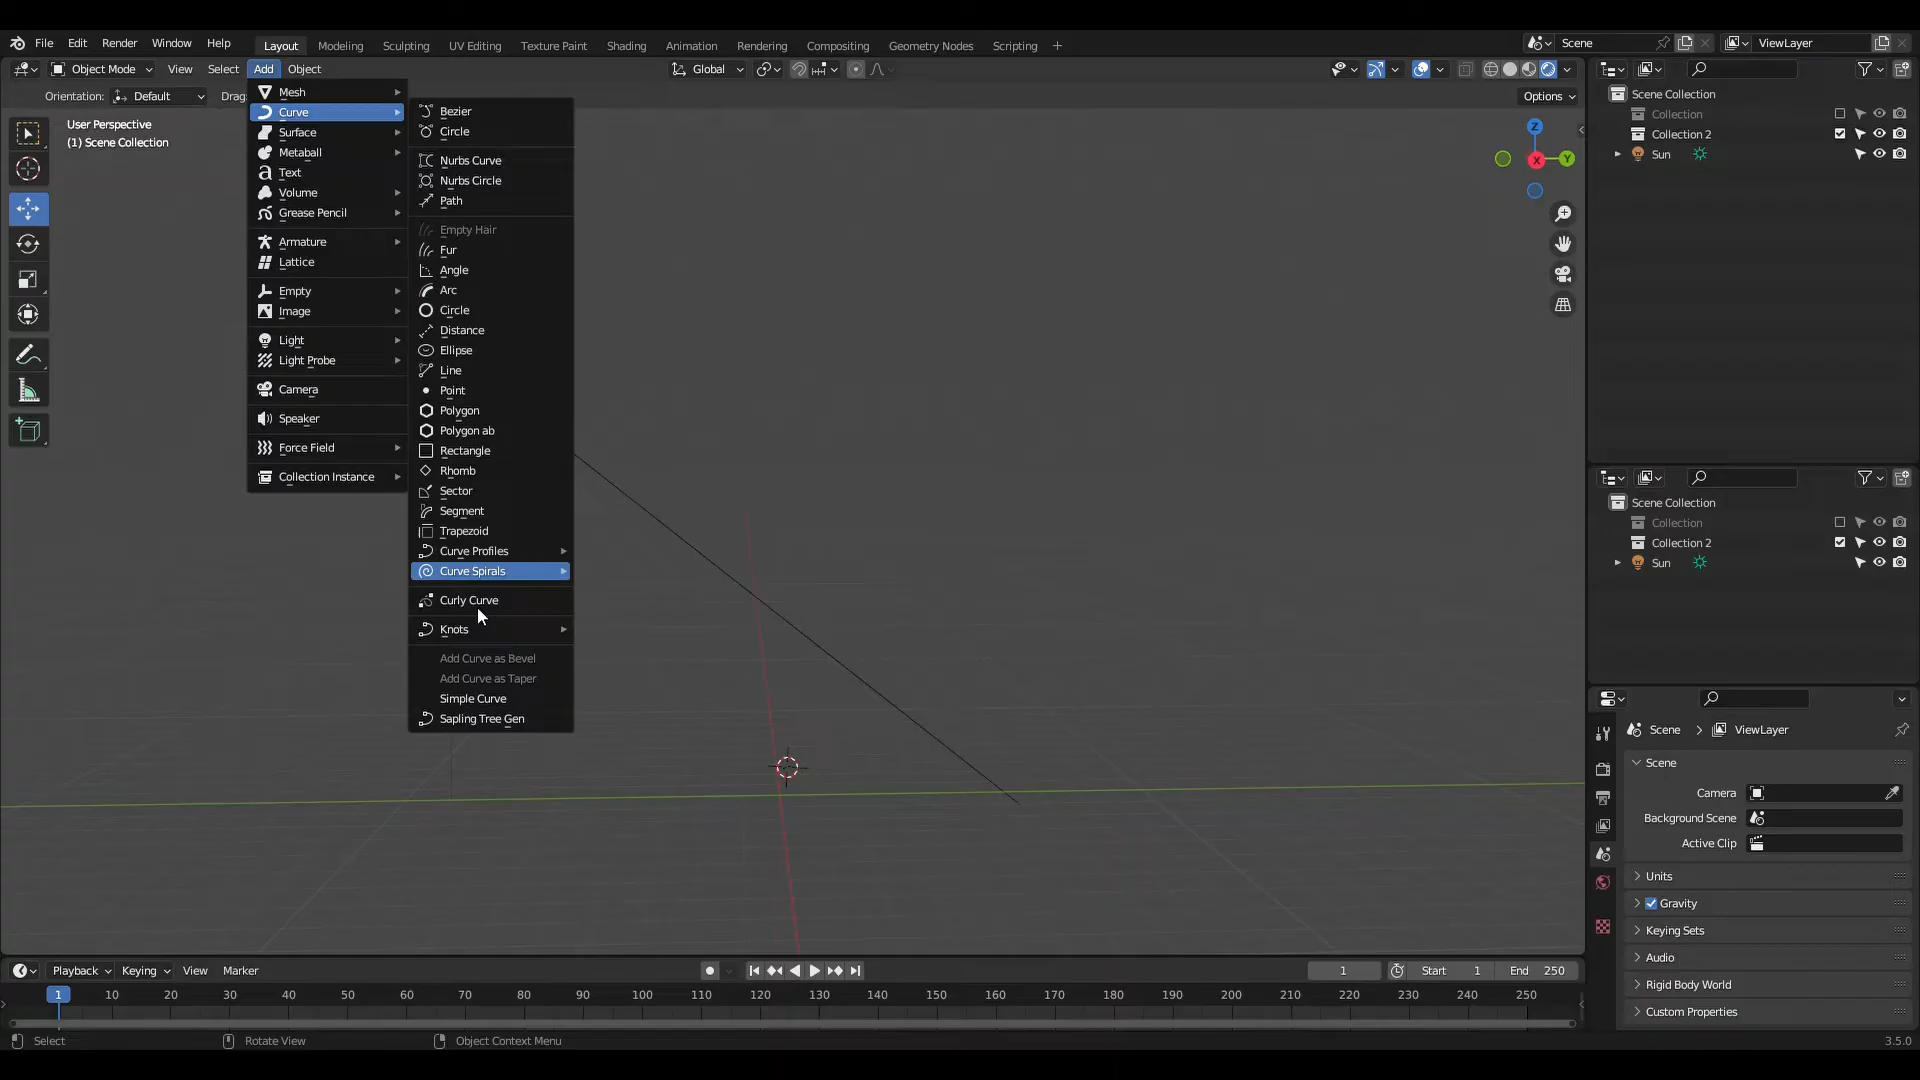 File Edit Render Window Help Layout Modeling Sculpting UV Editing Texture Paint Shading Animation Rendering Compositing Geometry Nodes Scripting + Scene ViewLayer
Object Mode View Select Add Object Global
Orientation: Default Drag: Options
User Perspective
(1) Scene Collection
Mesh
Curve
Surface
Metaball
Text
Volume
Grease Pencil
Armature
Lattice
Empty
Image
Light
Light Probe
Camera
Speaker
Force Field
Collection Instance
Bezier
Circle
Nurbs Curve
Nurbs Circle
Path
Empty Hair
Fur
Angle
Arc
Circle
Distance
Ellipse
Line
Point
Polygon
Polygon ab
Rectangle
Rhomb
Sector
Segment
Trapezoid
Curve Profiles
Curve Spirals
Curly Curve
Knots
Add Curve as Bevel
Add Curve as Taper
Simple Curve
Sapling Tree Gen
Z
X Y
Scene Collection
Collection
Collection 2
Sun
Scene Collection
Collection
Collection 2
Sun
Scene > ViewLayer
Scene
Camera
Background Scene
Active Clip
Units
Gravity
Keying Sets
Audio
Rigid Body World
Custom Properties
Playback Keying View Marker 1 Start 1 End 250
1 10 20 30 40 50 60 70 80 90 100 110 120 130 140 150 160 170 180 190 200 210 220 230 240 250
Select Rotate View Object Context Menu 3.5.0